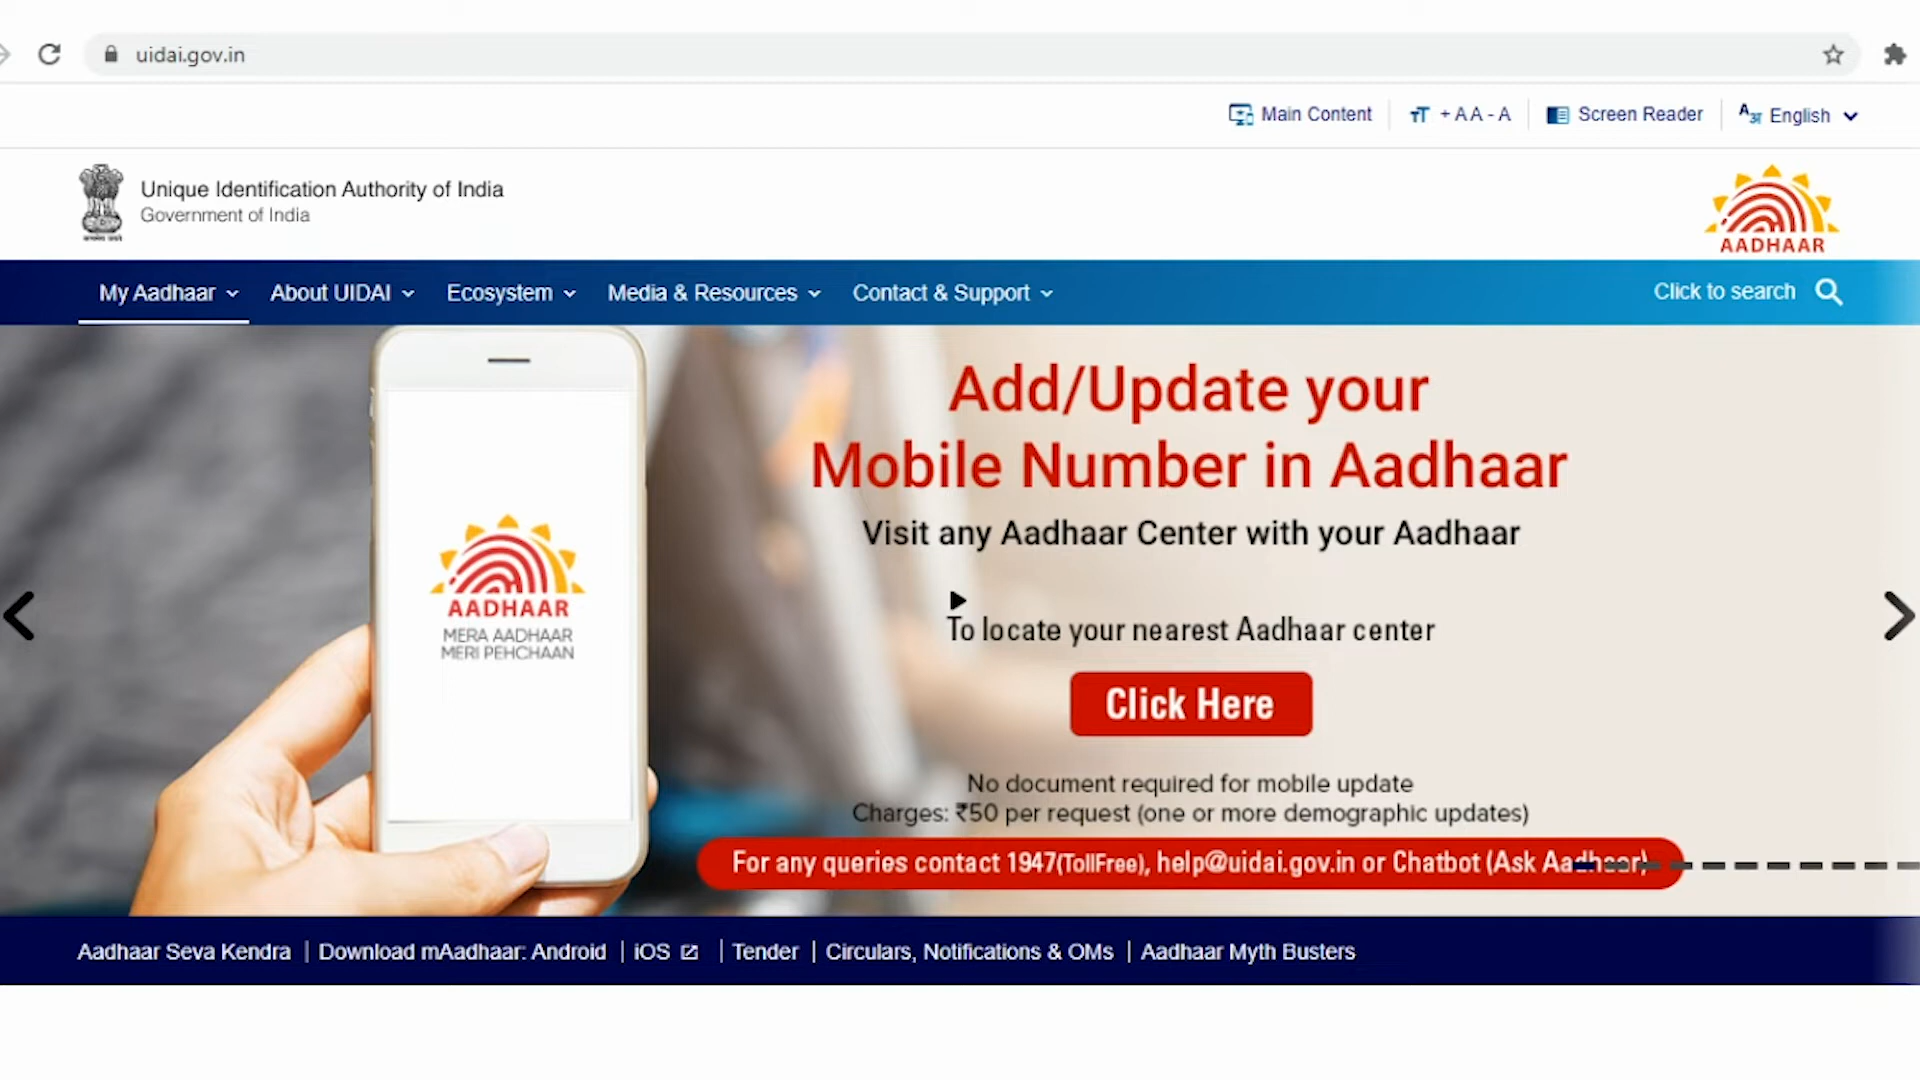 uidai.gov.in
Main Content
+ A A - A
Screen Reader
English
Unique Identification Authority of India
Government of India
AADHAAR
My Aadhaar
About UIDAI
Ecosystem
Media & Resources
Contact & Support
Click to search
Add/Update your
Mobile Number in Aadhaar
Visit any Aadhaar Center with your Aadhaar
To locate your nearest Aadhaar center
Click Here
No document required for mobile update
Charges: ₹50 per request (one or more demographic updates)
For any queries contact 1947(TollFree), help@uidai.gov.in or Chatbot (Ask Aadhaar)
AADHAAR
MERA AADHAAR
MERI PEHCHAAN
Aadhaar Seva Kendra | Download mAadhaar: Android | iOS | Tender | Circulars, Notifications & OMs | Aadhaar Myth Busters